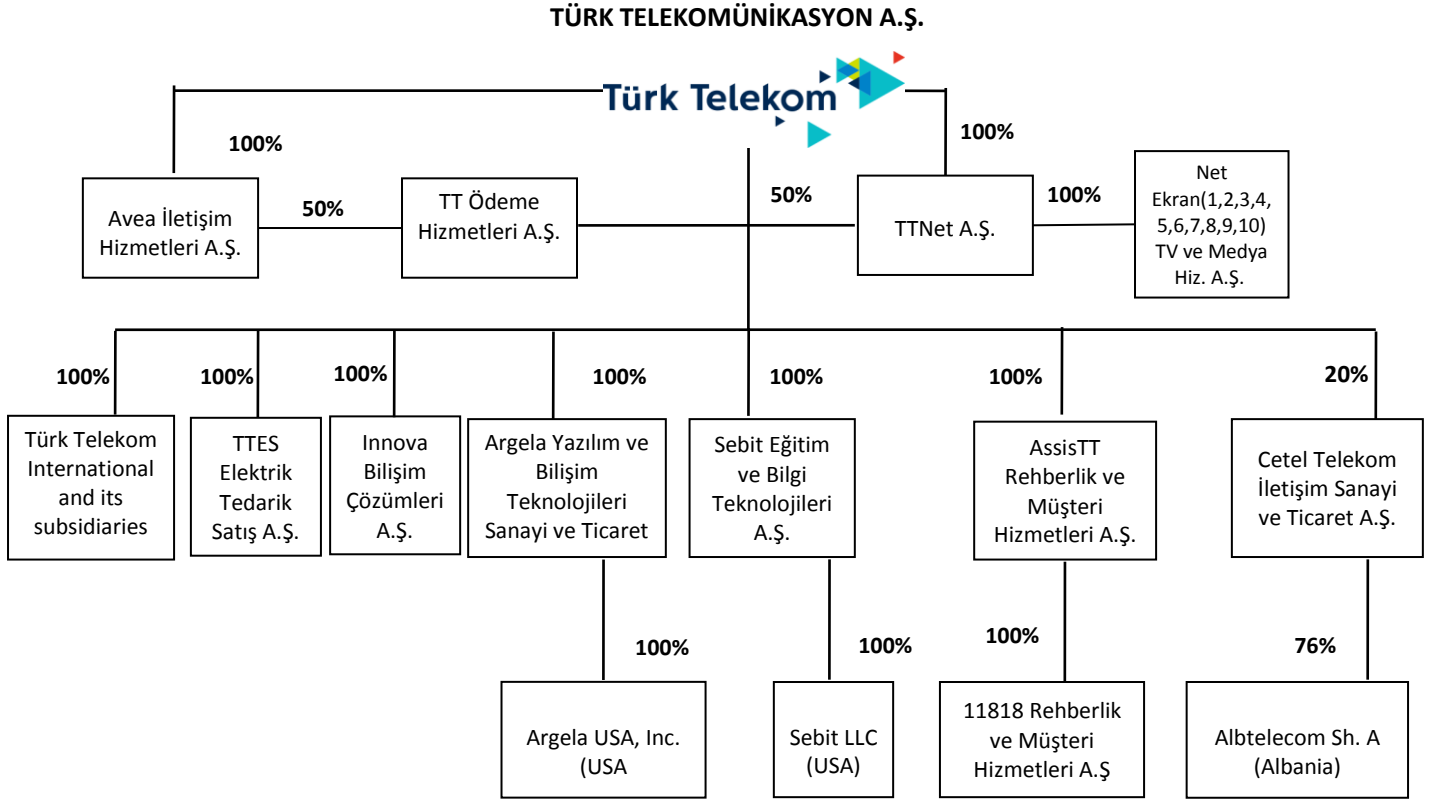 TÜRK TELEKOMÜNİKASYON A.Ş.
Türk Telekom
100%
100%
Avea İletişim
Hizmetleri A.Ş.
50%
TT Ödeme
Hizmetleri A.Ş.
50%
TTNet A.Ş.
100%
Net
Ekran(1,2,3,4,
5,6,7,8,9,10)
TV ve Medya
Hiz. A.Ş.
100%
100%
100%
100%
100%
100%
20%
Türk Telekom
International
and its
subsidiaries
TTES
Elektrik
Tedarik
Satış A.Ş.
Innova
Bilişim
Çözümleri
A.Ş.
Argela Yazılım ve
Bilişim
Teknolojileri
Sanayi ve Ticaret
Sebit Eğitim
ve Bilgi
Teknolojileri
A.Ş.
AssisTT
Rehberlik ve
Müşteri
Hizmetleri A.Ş.
Cetel Telekom
İletişim Sanayi
ve Ticaret A.Ş.
100%
100%
100%
76%
Argela USA, Inc.
(USA
Sebit LLC
(USA)
11818 Rehberlik
ve Müşteri
Hizmetleri A.Ş
Albtelecom Sh. A
(Albania)